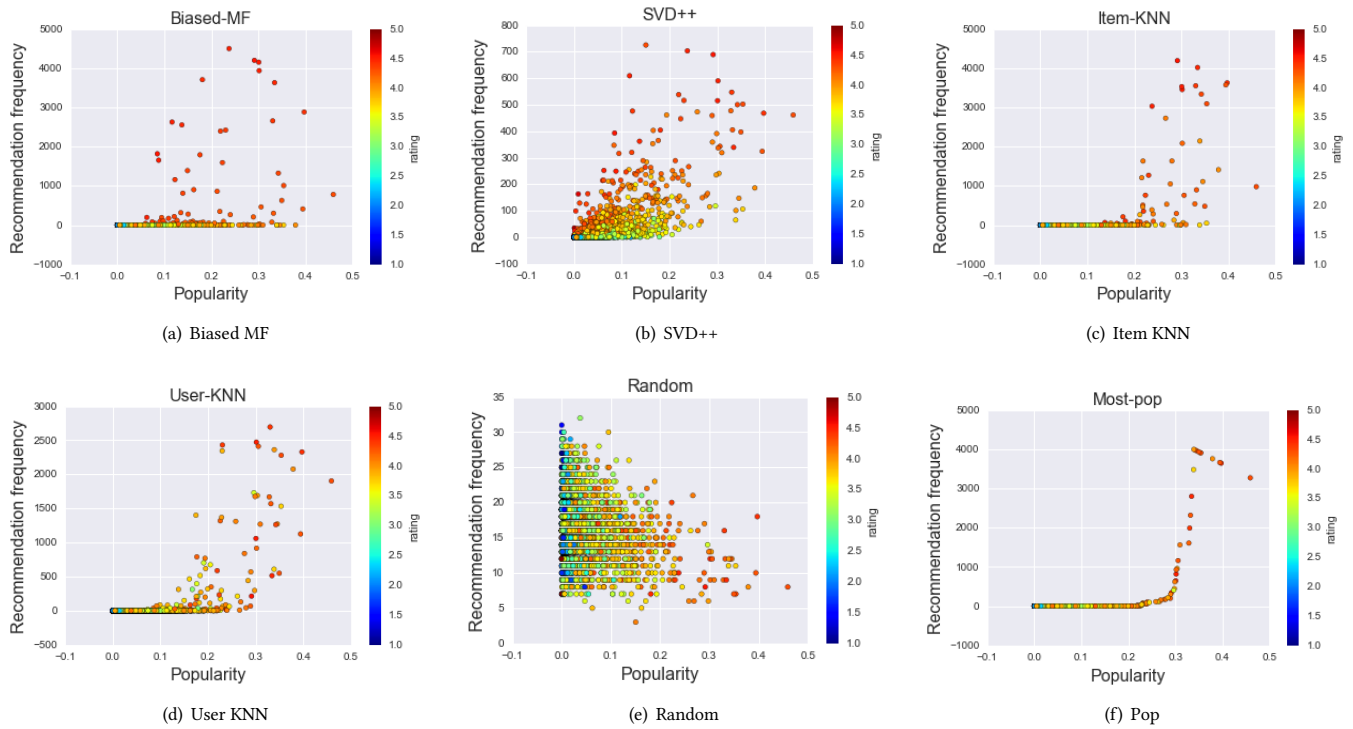 Biased-MF
Recommendation frequency
5000
4000
3000
2000
1000
0
−1000
−0.1 0.0 0.1 0.2 0.3 0.4 0.5
Popularity
5.0
4.5
4.0
3.5
3.0
2.5
2.0
1.5
1.0
rating
(a) Biased MF
SVD++
Recommendation frequency
800
700
600
500
400
300
200
100
0
−100
−0.1 0.0 0.1 0.2 0.3 0.4 0.5
Popularity
5.0
4.5
4.0
3.5
3.0
2.5
2.0
1.5
1.0
rating
(b) SVD++
Item-KNN
Recommendation frequency
5000
4000
3000
2000
1000
0
−1000
−0.1 0.0 0.1 0.2 0.3 0.4 0.5
Popularity
5.0
4.5
4.0
3.5
3.0
2.5
2.0
1.5
1.0
rating
(c) Item KNN
User-KNN
Recommendation frequency
3000
2500
2000
1500
1000
500
0
−500
−0.1 0.0 0.1 0.2 0.3 0.4 0.5
Popularity
5.0
4.5
4.0
3.5
3.0
2.5
2.0
1.5
1.0
rating
(d) User KNN
Random
Recommendation frequency
35
30
25
20
15
10
5
0
−0.1 0.0 0.1 0.2 0.3 0.4 0.5
Popularity
5.0
4.5
4.0
3.5
3.0
2.5
2.0
1.5
1.0
rating
(e) Random
Most-pop
Recommendation frequency
5000
4000
3000
2000
1000
0
−1000
−0.1 0.0 0.1 0.2 0.3 0.4 0.5
Popularity
5.0
4.5
4.0
3.5
3.0
2.5
2.0
1.5
1.0
rating
(f) Pop